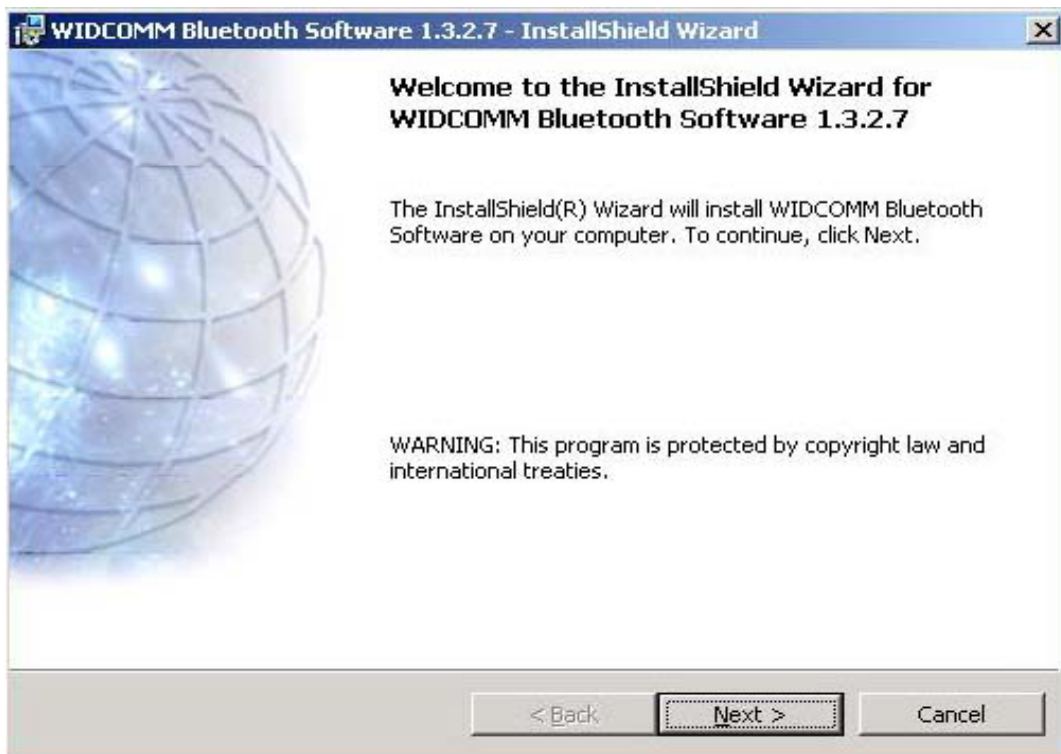 WIDCOMM Bluetooth Software 1.3.2.7 - InstallShield Wizard
Welcome to the InstallShield Wizard for
WIDCOMM Bluetooth Software 1.3.2.7
The InstallShield(R) Wizard will install WIDCOMM Bluetooth
Software on your computer. To continue, click Next.
WARNING: This program is protected by copyright law and
international treaties.
< Back
Next >
Cancel